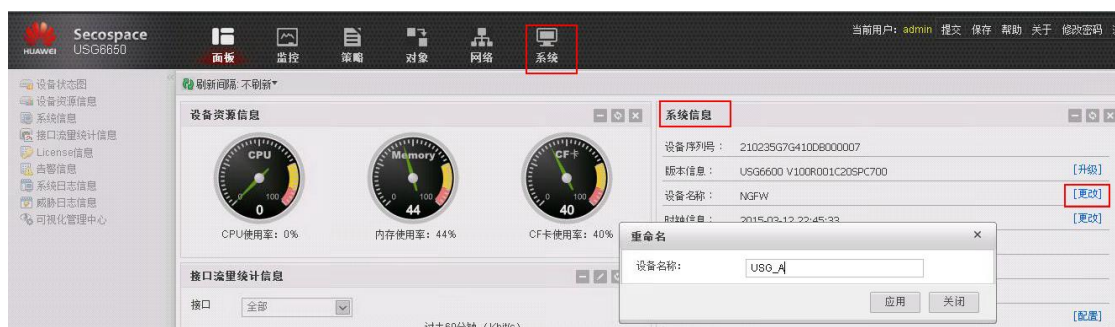 HUAWEI
Secospace
USG6650
面板
监控
策略
对象
网络
系统
当前用户：admin 提交 保存 帮助 关于 修改密码
设备状态图
设备资源信息
系统信息
接口流量统计信息
License信息
告警信息
系统日志信息
威胁日志信息
可视化管理中心
刷新间隔:不刷新
设备资源信息
CPU
0 100
0
CPU使用率：0%
Memory
0 100
44
内存使用率：44%
CF卡
0 100
40
CF卡使用率：40%
接口流量统计信息
接口
全部
系统信息
设备序列号： 210235G7G410DB000007
版本信息： USG6600 V100R001C20SPC700 [升级]
设备名称： NGFW [更改]
时钟信息： 2015-03-12 22:45:33 [更改]
重命名
设备名称： USG_A
应用 关闭
[配置]